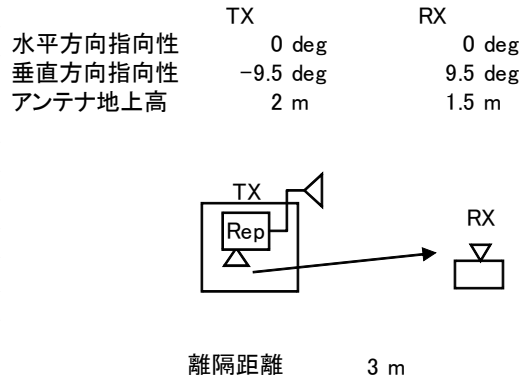 TX RX
水平方向指向性 0 deg 0 deg
垂直方向指向性 -9.5 deg 9.5 deg
アンテナ地上高 2 m 1.5 m
TX
RX
Rep
離隔距離 3 m